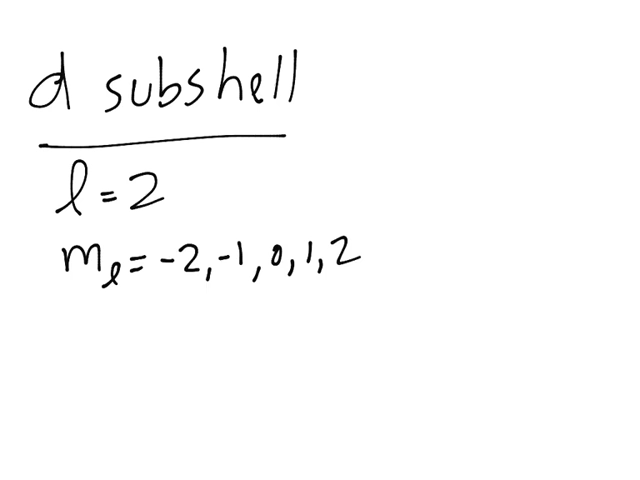 d subshell
l = 2
mₗ = -2, -1, 0, 1, 2